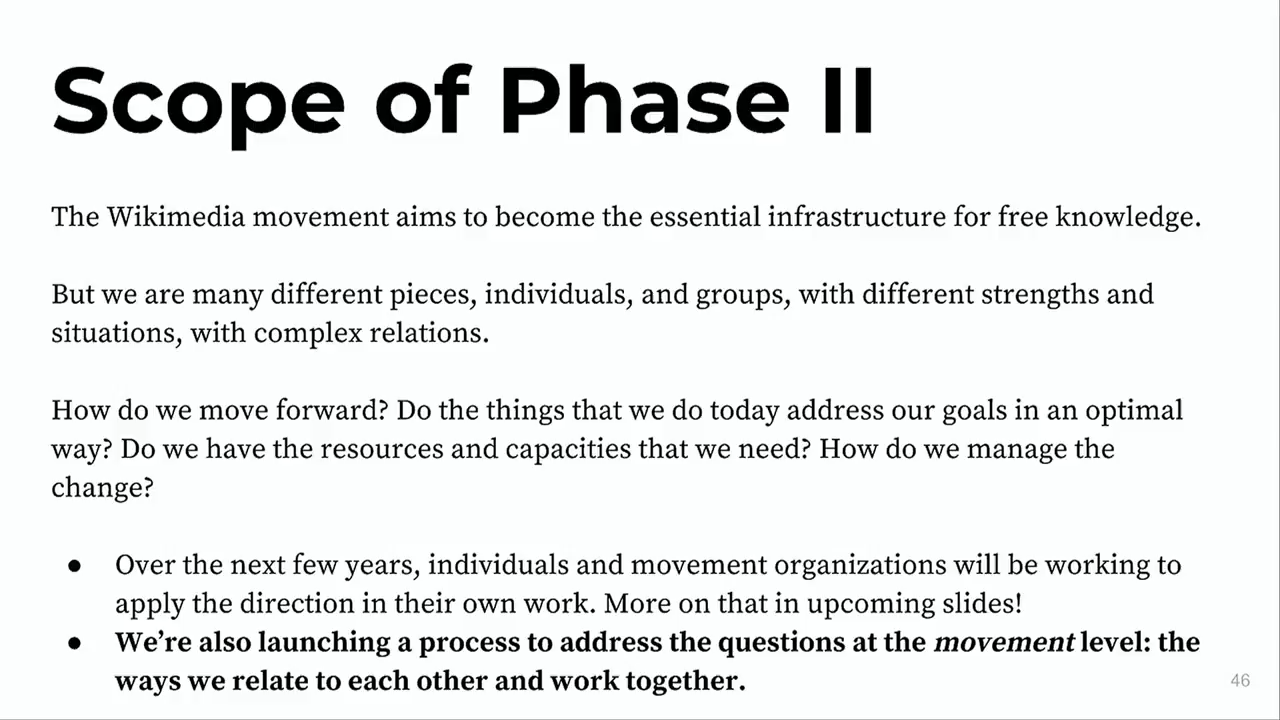 Scope of Phase II
The Wikimedia movement aims to become the essential infrastructure for free knowledge.
But we are many different pieces, individuals, and groups, with different strengths and
situations, with complex relations.
How do we move forward? Do the things that we do today address our goals in an optimal
way? Do we have the resources and capacities that we need? How do we manage the
change?
● Over the next few years, individuals and movement organizations will be working to
apply the direction in their own work. More on that in upcoming slides!
● We’re also launching a process to address the questions at the movement level: the
ways we relate to each other and work together.
46